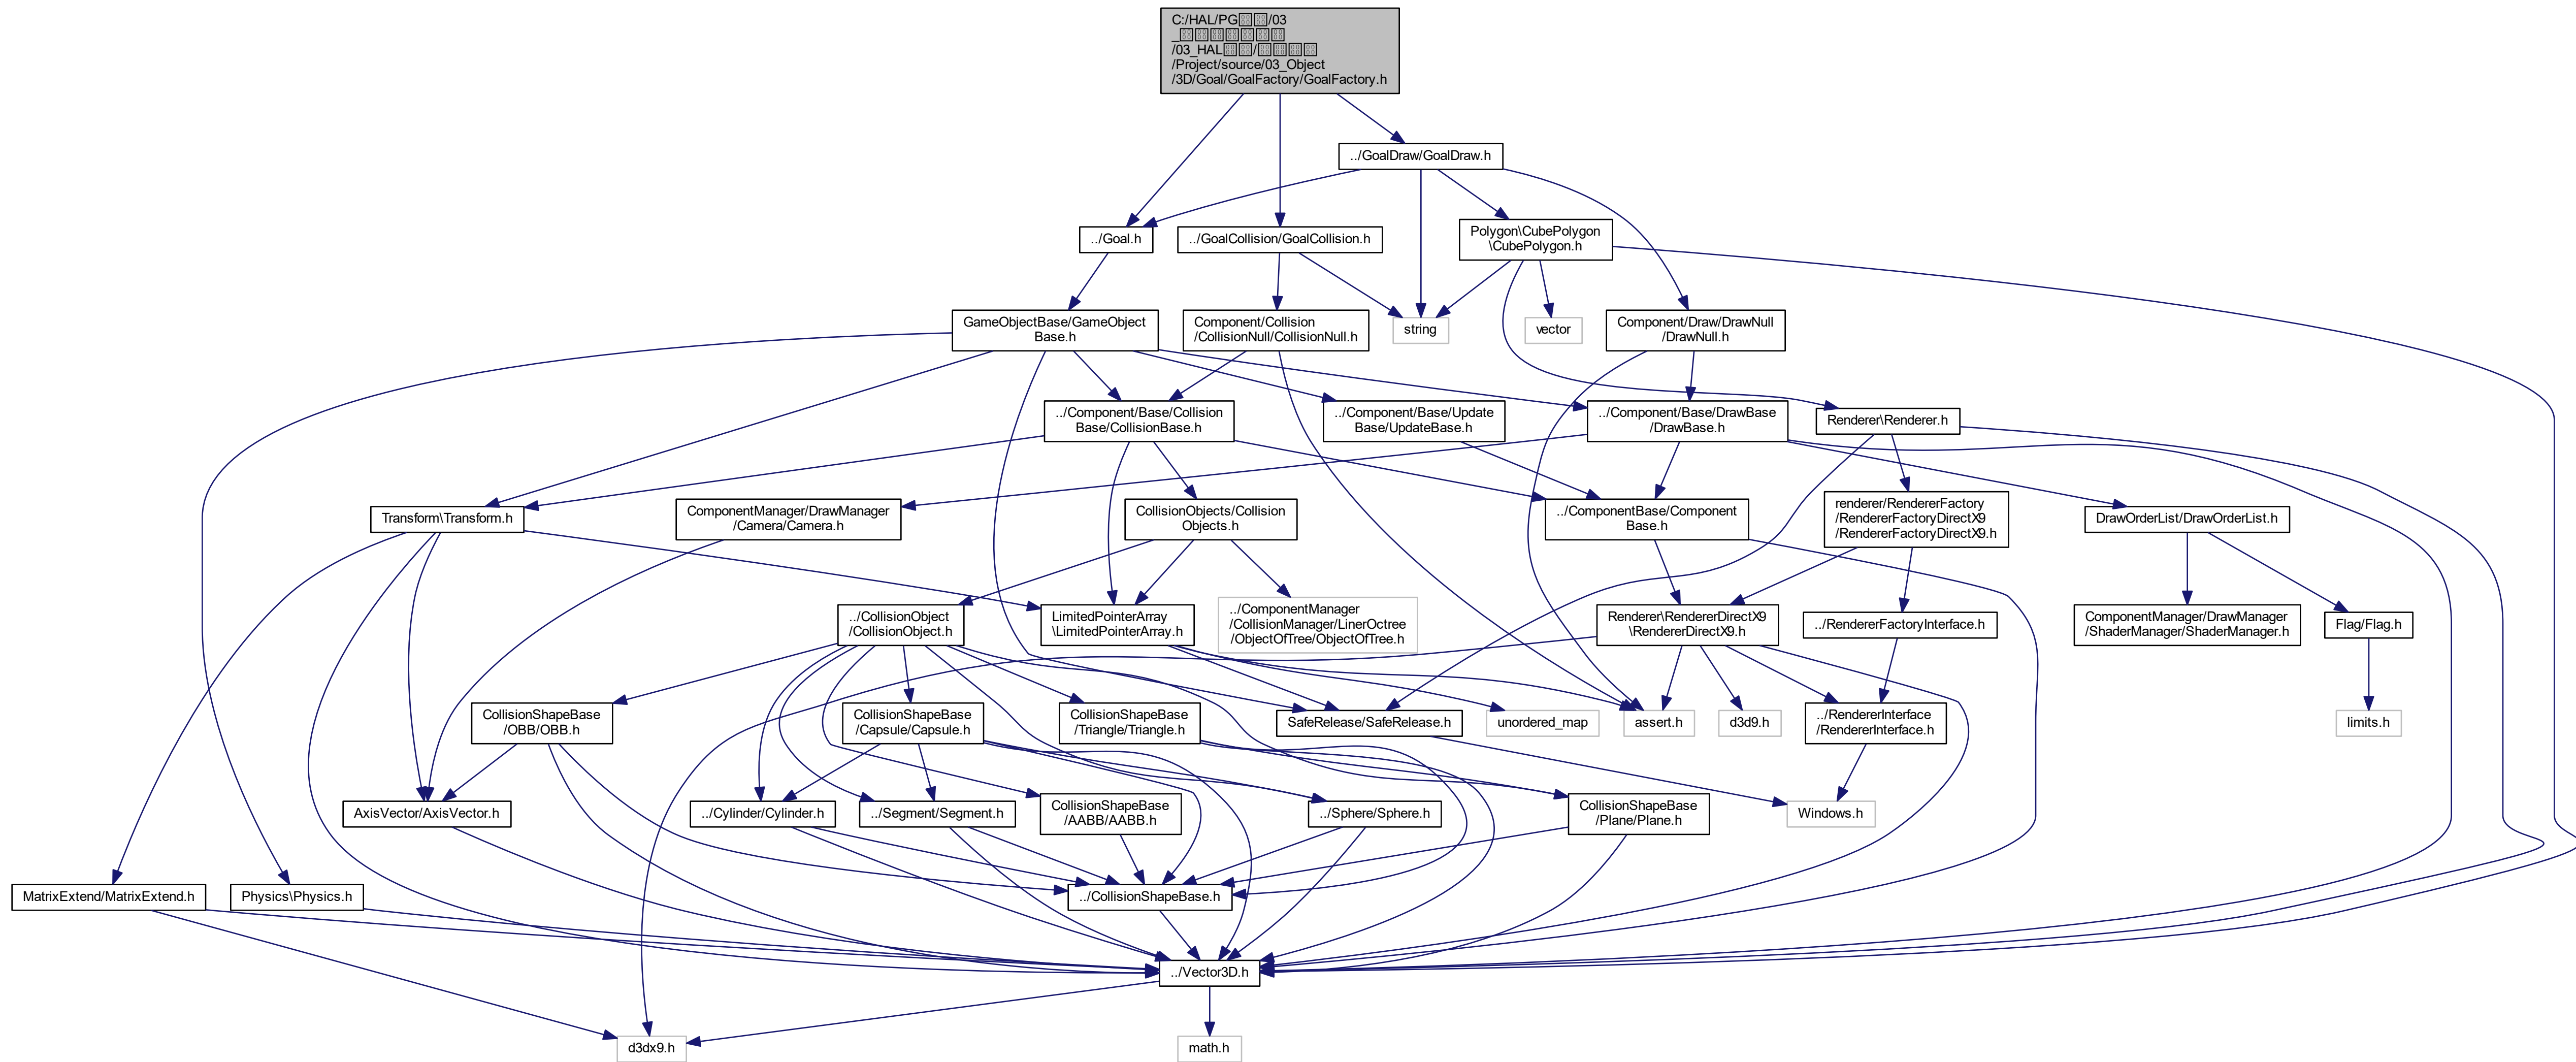 C:/HAL/PG
/03
/03_HAL
/Project/source/03_Object
/3D/Goal/GoalFactory/GoalFactory.h
../GoalDraw/GoalDraw.h
../Goal.h
../GoalCollision/GoalCollision.h
Polygon\CubePolygon
\CubePolygon.h
GameObjectBase/GameObject
Base.h
Component/Collision
/CollisionNull/CollisionNull.h
string
vector
Component/Draw/DrawNull
/DrawNull.h
../Component/Base/Collision
Base/CollisionBase.h
../Component/Base/Update
Base/UpdateBase.h
../Component/Base/DrawBase
/DrawBase.h
Renderer\Renderer.h
Transform\Transform.h
ComponentManager/DrawManager
/Camera/Camera.h
CollisionObjects/Collision
Objects.h
../ComponentBase/Component
Base.h
renderer/RendererFactory
/RendererFactoryDirectX9
/RendererFactoryDirectX9.h
DrawOrderList/DrawOrderList.h
../CollisionObject
/CollisionObject.h
LimitedPointerArray
\LimitedPointerArray.h
../ComponentManager
/CollisionManager/LinerOctree
/ObjectOfTree/ObjectOfTree.h
Renderer\RendererDirectX9
\RendererDirectX9.h
../RendererFactoryInterface.h
ComponentManager/DrawManager
/ShaderManager/ShaderManager.h
Flag/Flag.h
CollisionShapeBase
/OBB/OBB.h
CollisionShapeBase
/Capsule/Capsule.h
CollisionShapeBase
/Triangle/Triangle.h
SafeRelease/SafeRelease.h
unordered_map
assert.h
d3d9.h
../RendererInterface
/RendererInterface.h
limits.h
AxisVector/AxisVector.h
../Cylinder/Cylinder.h
../Segment/Segment.h
CollisionShapeBase
/AABB/AABB.h
../Sphere/Sphere.h
CollisionShapeBase
/Plane/Plane.h
Windows.h
MatrixExtend/MatrixExtend.h
Physics\Physics.h
../CollisionShapeBase.h
../Vector3D.h
d3dx9.h
math.h